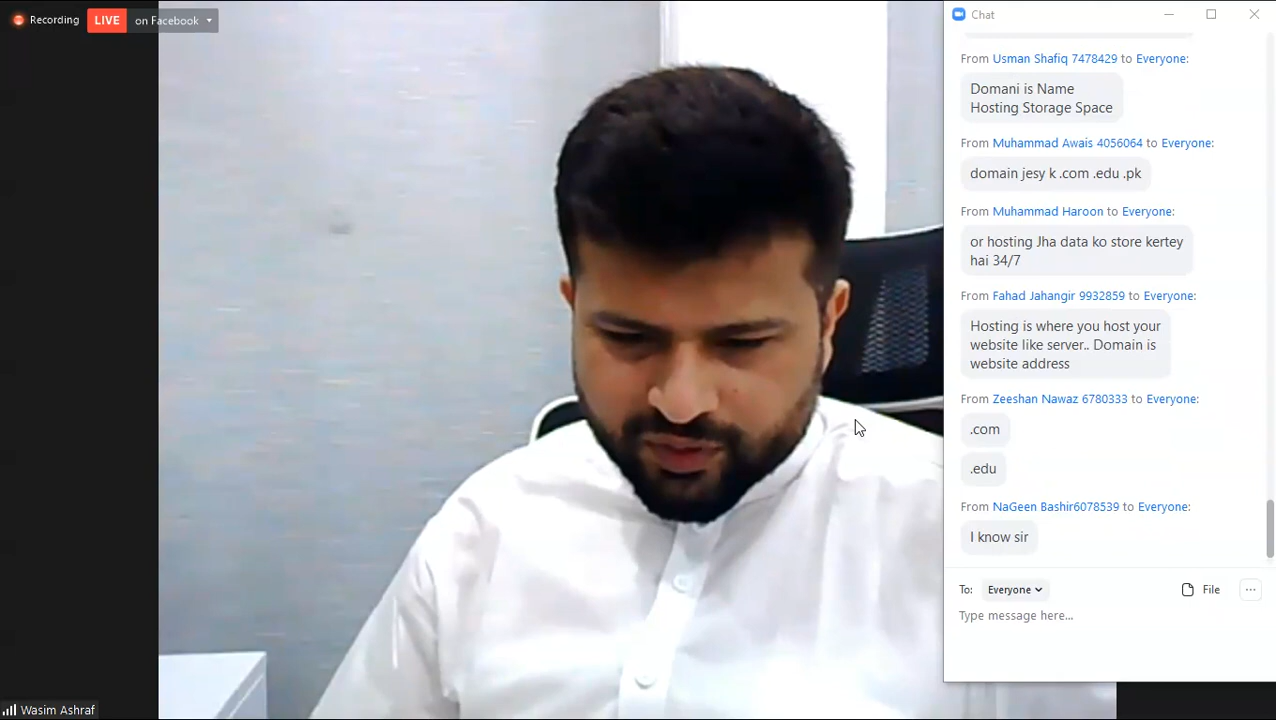 Recording
LIVE on Facebook
Chat
From Usman Shafiq 7478429 to Everyone:
Domani is Name
Hosting Storage Space
From Muhammad Awais 4056064 to Everyone:
domain jesy k .com .edu .pk
From Muhammad Haroon to Everyone:
or hosting Jha data ko store kertey
hai 34/7
From Fahad Jahangir 9932859 to Everyone:
Hosting is where you host your
website like server.. Domain is
website address
From Zeeshan Nawaz 6780333 to Everyone:
.com
.edu
From NaGeen Bashir6078539 to Everyone:
I know sir
To: Everyone File
Type message here...
Wasim Ashraf